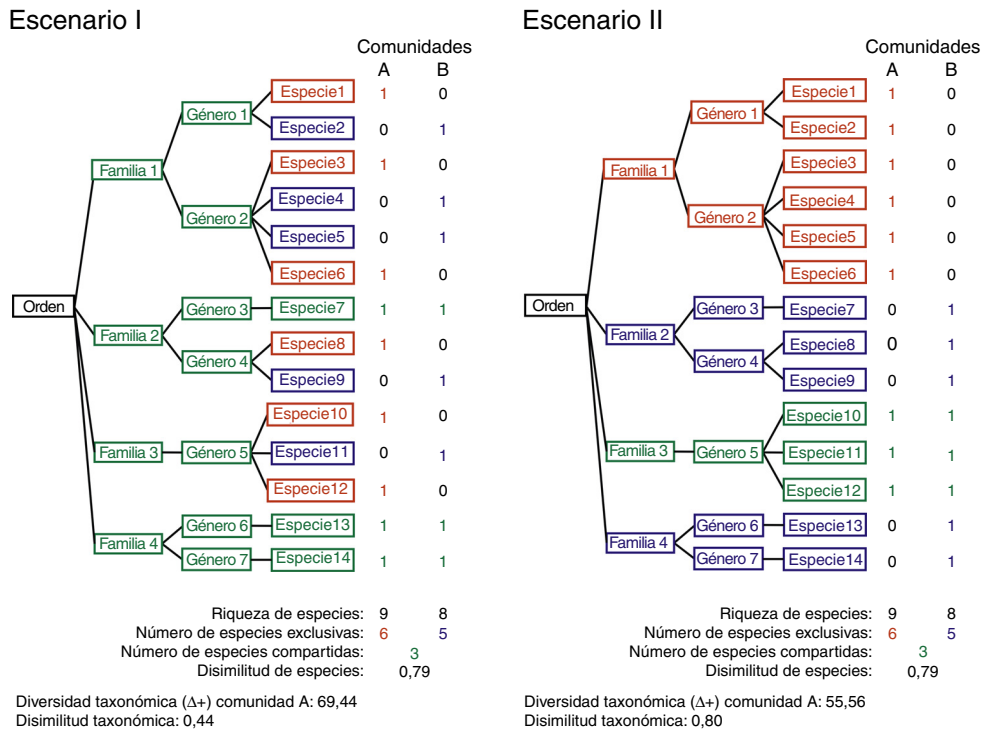 Escenario I
Comunidades
A B
Especie1 1 0
Género 1
Especie2 0 1
Familia 1
Especie3 1 0
Especie4 0 1
Género 2
Especie5 0 1
Especie6 1 0
Orden
Género 3 Especie7 1 1
Familia 2
Especie8 1 0
Género 4
Especie9 0 1
Especie10 1 0
Familia 3 Género 5 Especie11 0 1
Especie12 1 0
Género 6 Especie13 1 1
Familia 4
Género 7 Especie14 1 1
Riqueza de especies: 9 8
Número de especies exclusivas: 6 5
Número de especies compartidas: 3
Disimilitud de especies: 0,79
Diversidad taxonómica (Δ+) comunidad A: 69,44
Disimilitud taxonómica: 0,44
Escenario II
Comunidades
A B
Especie1 1 0
Género 1
Especie2 1 0
Familia 1
Especie3 1 0
Especie4 1 0
Género 2
Especie5 1 0
Especie6 1 0
Orden
Género 3 Especie7 0 1
Familia 2
Especie8 0 1
Género 4
Especie9 0 1
Especie10 1 1
Familia 3 Género 5 Especie11 1 1
Especie12 1 1
Género 6 Especie13 0 1
Familia 4
Género 7 Especie14 0 1
Riqueza de especies: 9 8
Número de especies exclusivas: 6 5
Número de especies compartidas: 3
Disimilitud de especies: 0,79
Diversidad taxonómica (Δ+) comunidad A: 55,56
Disimilitud taxonómica: 0,80